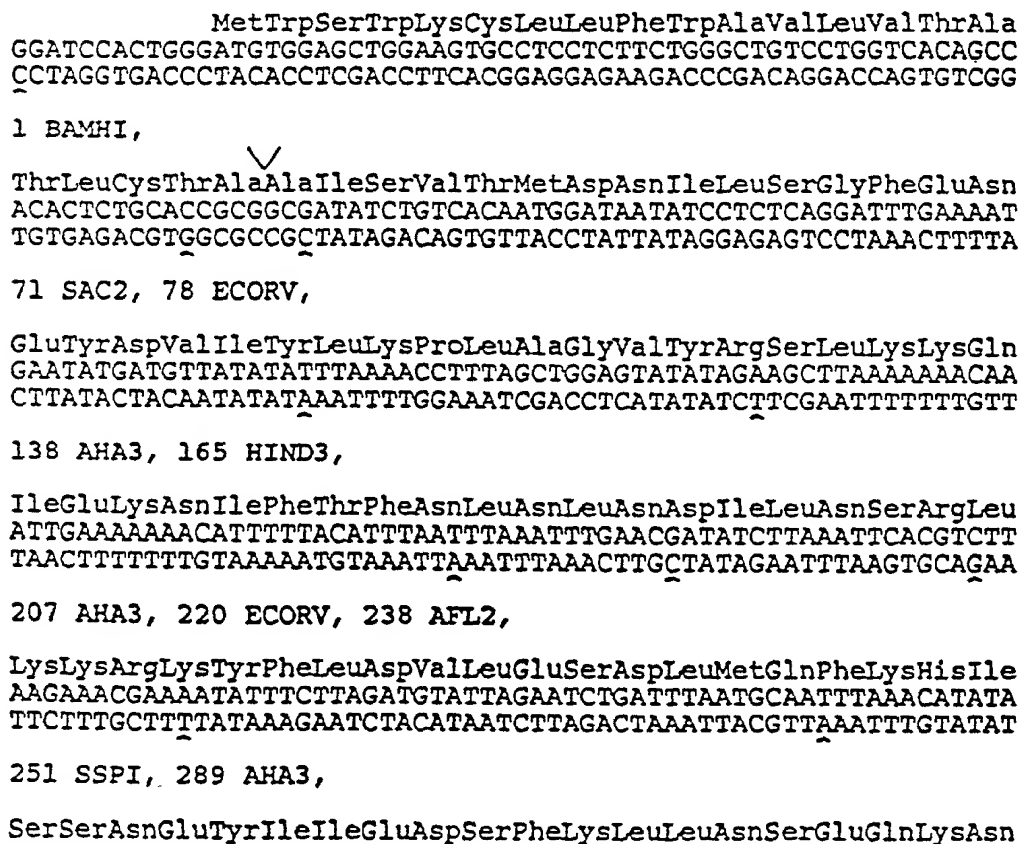 MetTrpSerTrpLysCysLeuLeuPheTrpAlaValLeuValThrAla
GGATCCACTGGGATGTGGAGCTGGAAGTGCCTCCTCTTCTGGGCTGTCCTGGTCACAGCC
CCTAGGTGACCCTACACCTCGACCTTCACGGAGGAGAAGACCCGACAGGACCAGTGTCGG
1 BAMHI,
ThrLeuCysThrAlaAlaIleSerValThrMetAspAsnIleLeuSerGlyPheGluAsn
ACACTCTGCACCGCGGCGATATCTGTCACAATGGATAATATCCTCTCAGGATTTGAAAAT
TGTGAGACGTGGCGCCGCTATAGACAGTGTTACCTATTATAGGAGAGTCCTAAACTTTTA
71 SAC2, 78 ECORV,
GluTyrAspValIleTyrLeuLysProLeuAlaGlyValTyrArgSerLeuLysLysGln
GAATATGATGTTATATATTTAAAACCTTTAGCTGGAGTATATAGAAGCTTAAAAAAACAA
CTTATACTACAATATATAAATTTTGGAAATCGACCTCATATATCTTCGAATTTTTTTGTT
138 AHA3, 165 HIND3,
IleGluLysAsnIlePheThrPheAsnLeuAsnLeuAsnAspIleLeuAsnSerArgLeu
ATTGAAAAAAACATTTTTACATTTAATTTAAATTTGAACGATATCTTAAATTCACGTCTT
TAACTTTTTTTGTAAAAATGTAAATTAAATTTAAACTTGCTATAGAATTTAAGTGCAGAA
207 AHA3, 220 ECORV, 238 AFL2,
LysLysArgLysTyrPheLeuAspValLeuGluSerAspLeuMetGlnPheLysHisIle
AAGAAACGAAAATATTTCTTAGATGTATTAGAATCTGATTTAATGCAATTTAAACATATA
TTCTTTGCTTTTATAAAGAATCTACATAATCTTAGACTAAATTACGTTAAATTTGTATAT
251 SSPI, 289 AHA3,
SerSerAsnGluTyrIleIleGluAspSerPheLysLeuLeuAsnSerGluGlnLysAsn